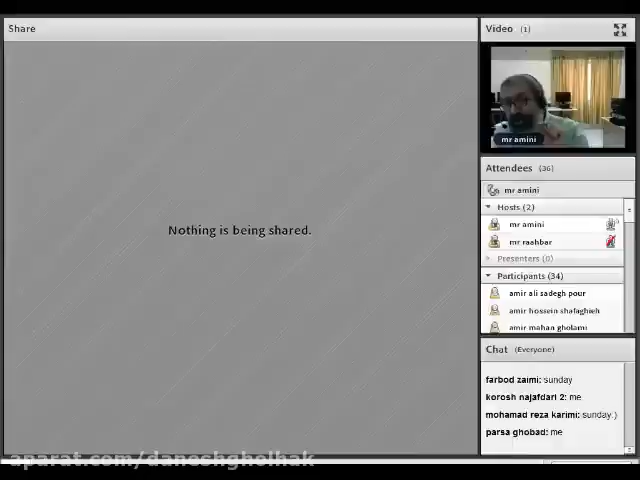 Share
Nothing is being shared.
Video (1)
mr amini
Attendees (36)
mr amini
Hosts (2)
mr amini
mr raahbar
Presenters (0)
Participants (34)
amir ali sadegh pour
amir hossein shafaghieh
amir mahan gholami
Chat (Everyone)
farbod zaimi: sunday
korosh najafdari 2: me
mohamad reza karimi: sunday:)
parsa ghobad: me
aparat.com/daneshgholhak